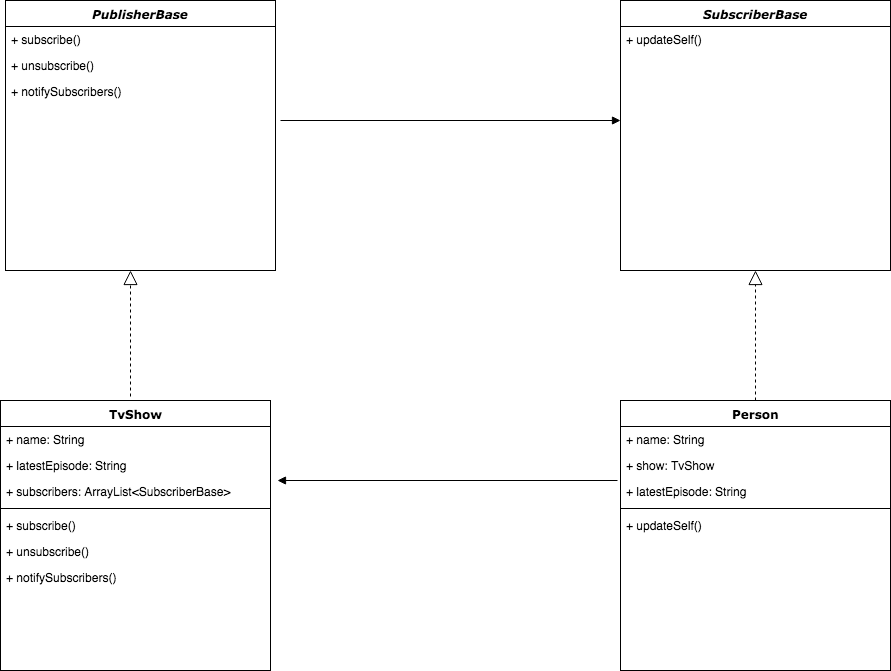 PublisherBase
+ subscribe()
+ unsubscribe()
+ notifySubscribers()
SubscriberBase
+ updateSelf()
TvShow
+ name: String
+ latestEpisode: String
+ subscribers: ArrayList<SubscriberBase>
+ subscribe()
+ unsubscribe()
+ notifySubscribers()
Person
+ name: String
+ show: TvShow
+ latestEpisode: String
+ updateSelf()